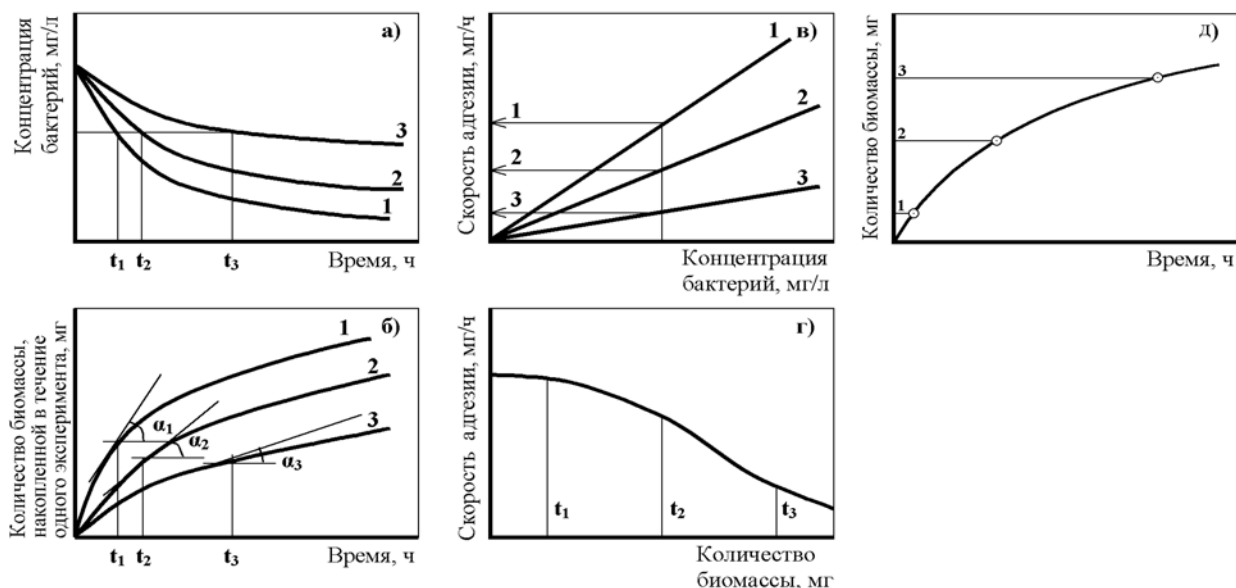 Концентрация
бактерий, мг/л
а)
3
2
1
t1 t2 t3 Время, ч
Скорость адгезии, мг/ч
в)
1
2
3
1
2
3
Концентрация
бактерий, мг/л
Количество биомассы, мг
д)
3
2
1
Время, ч
Количество биомассы,
накопленной в течение
одного эксперимента, мг
б)
1
2
3
α1
α2
α3
t1 t2 t3 Время, ч
Скорость адгезии, мг/ч
г)
t1 t2 t3
Количество
биомассы, мг